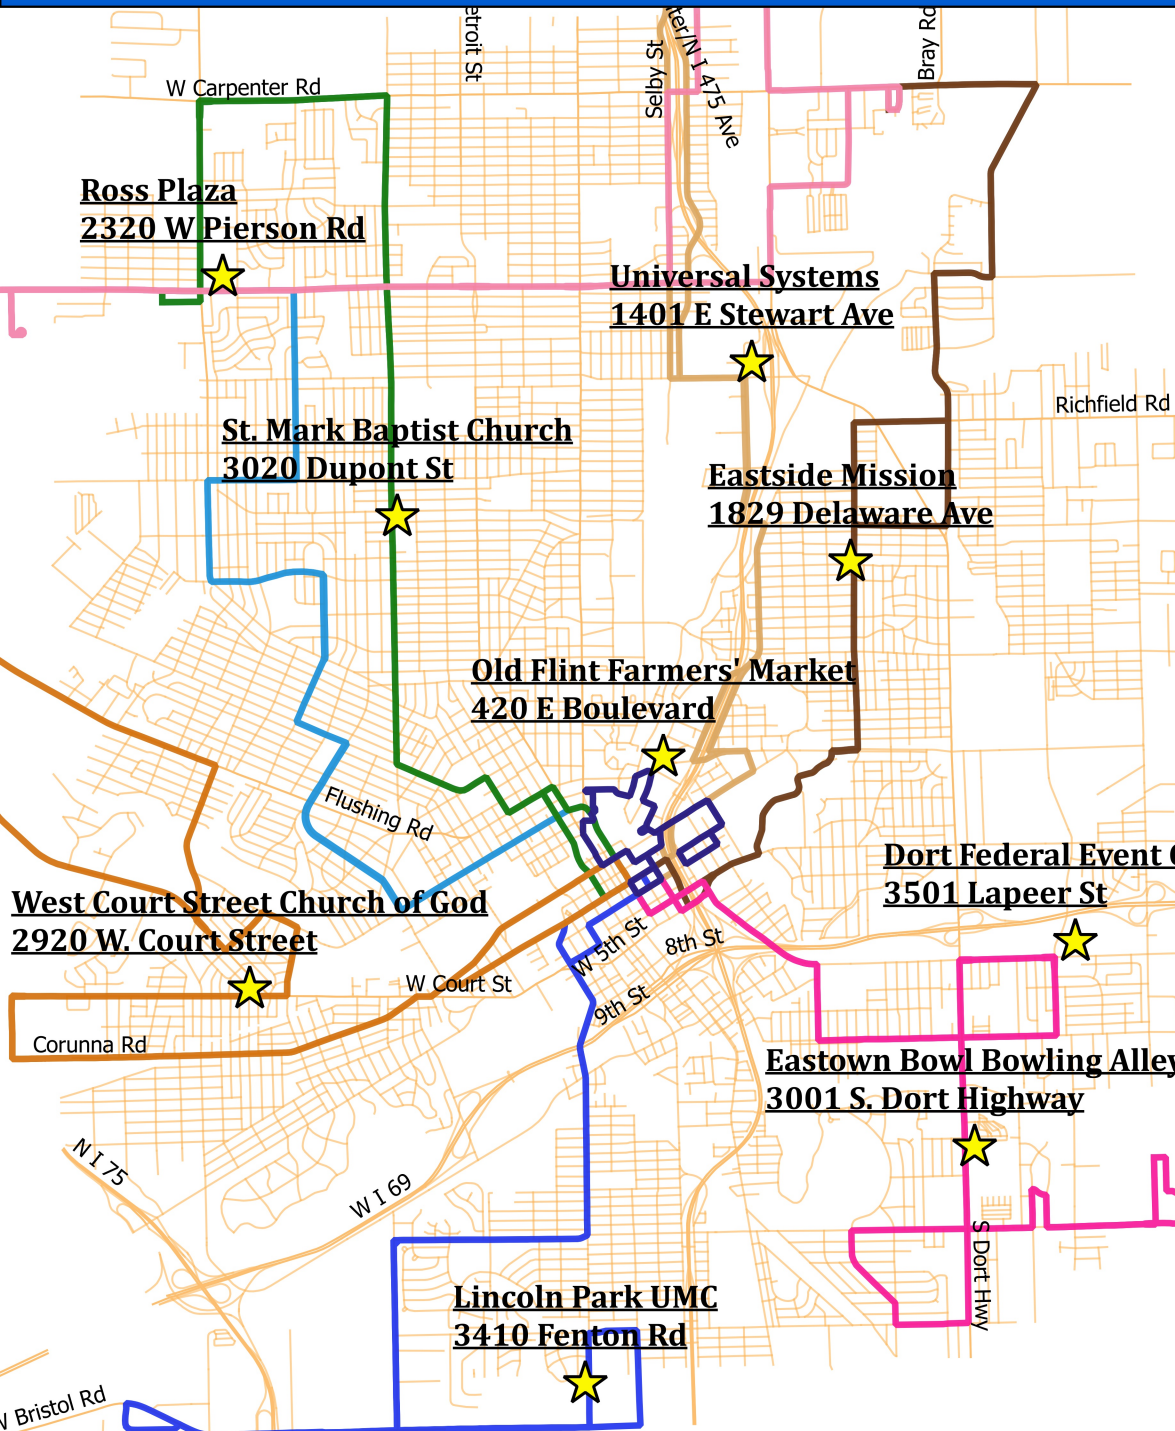 Bray Rd
Selby St
W Carpenter Rd
Ross Plaza
2320 W Pierson Rd
Universal Systems
1401 E Stewart Ave
Richfield Rd
St. Mark Baptist Church
3020 Dupont St
Eastside Mission
1829 Delaware Ave
Old Flint Farmers' Market
420 E Boulevard
Flushing Rd
Dort Federal Event
3501 Lapeer St
West Court Street Church of God
2920 W. Court Street
W 5th St
8th St
W Court St
9th St
Corunna Rd
Eastown Bowl Bowling Alley
3001 S. Dort Highway
N I 75
W I 69
S Dort Hwy
Lincoln Park UMC
3410 Fenton Rd
W Bristol Rd
N I 475 Ave